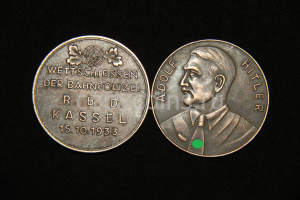 WETTSCHIESSEN
DER BAHNPOLIZEI
R. B. D.
KASSEL
15.10.1933
ADOLF HITLER